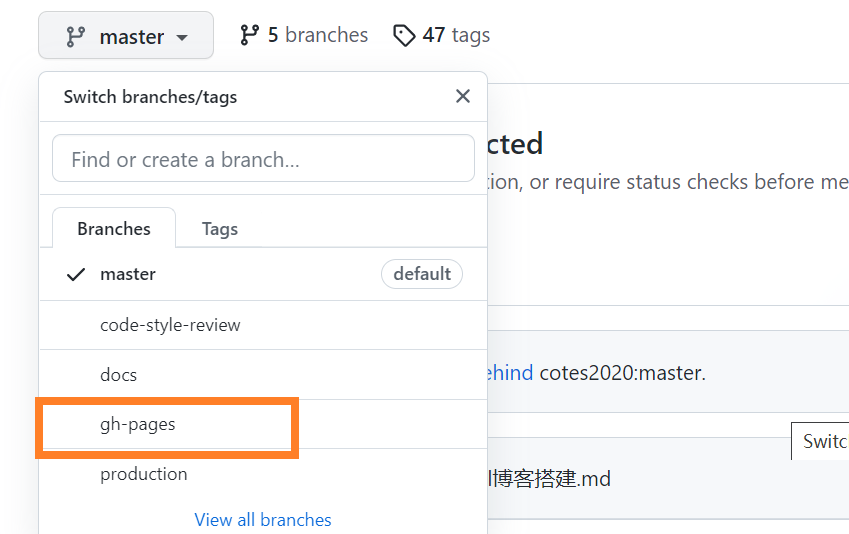 master 5 branches 47 tags
Switch branches/tags
Find or create a branch...
cted
tion, or require status checks before me
Branches Tags
master default
code-style-review
docs
ehind cotes2020:master.
gh-pages
Switc
production
博客搭建.md
View all branches